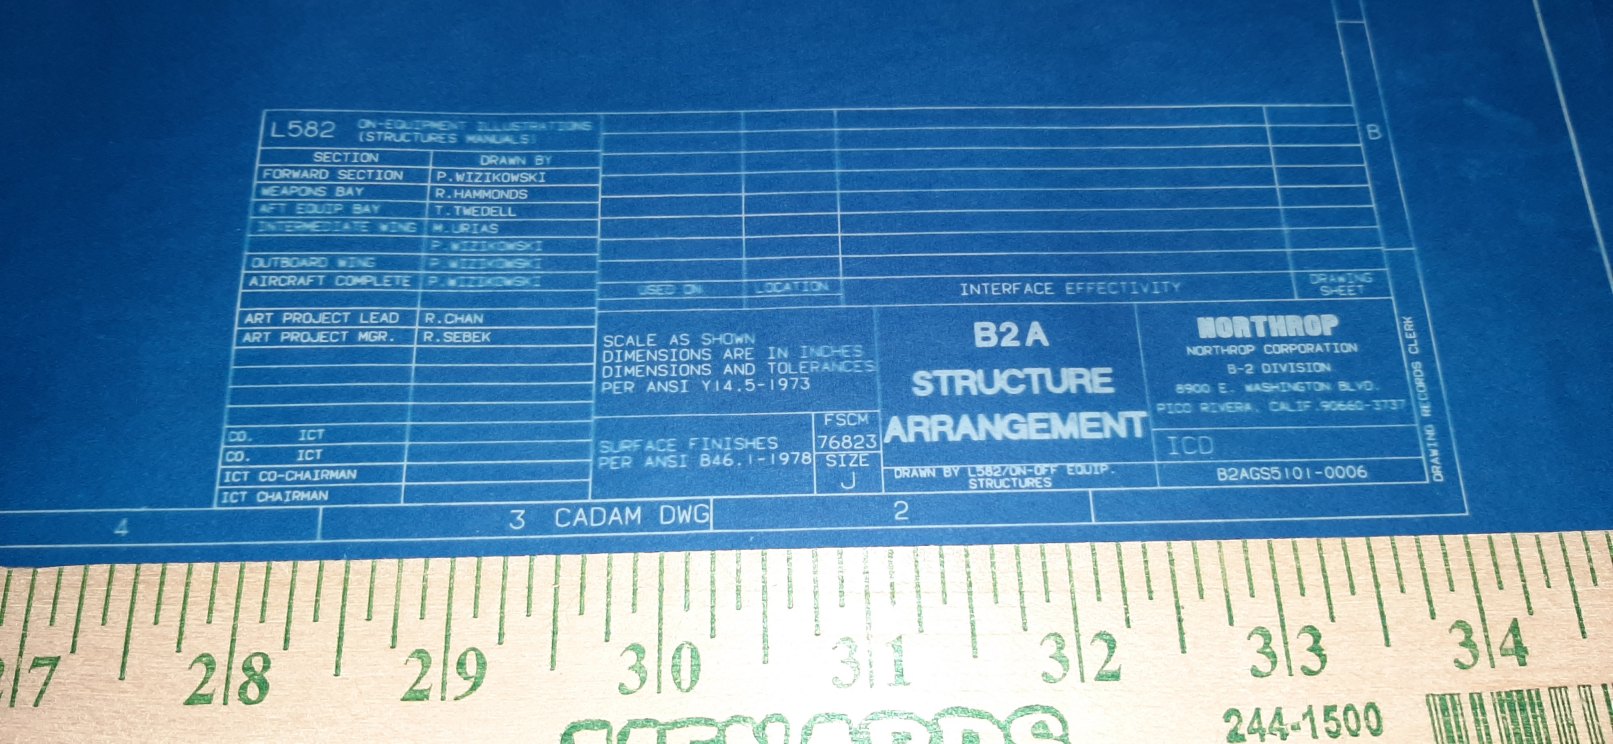 L582 ON-EQUIPMENT ILLUSTRATIONS
(STRUCTURES MANUALS)
SECTION DRAWN BY
FORWARD SECTION P.WIZIKOWSKI
WEAPONS BAY R.HAMMONDS
AFT EQUIP BAY T.TWEDELL
INTERMEDIATE WING M.URIAS
P.WIZIKOWSKI
OUTBOARD WING P.WIZIKOWSKI
AIRCRAFT COMPLETE P.WIZIKOWSKI
ART PROJECT LEAD R.CHAN
ART PROJECT MGR. R.SEBEK
CO. ICT
CO. ICT
ICT CO-CHAIRMAN
ICT CHAIRMAN
USED ON LOCATION INTERFACE EFFECTIVITY DRAWING
SHEET
SCALE AS SHOWN
DIMENSIONS ARE IN INCHES
DIMENSIONS AND TOLERANCES
PER ANSI Y14.5-1973
SURFACE FINISHES
PER ANSI B46.1-1978
FSCM
76823
SIZE
J
B2A
STRUCTURE
ARRANGEMENT
DRAWN BY L582/ON-OFF EQUIP.
STRUCTURES
NORTHROP
NORTHROP CORPORATION
B-2 DIVISION
8900 E. WASHINGTON BLVD.
PICO RIVERA, CALIF.90660-3737
ICD
B2AGS5101-0006
DRAWING RECORDS CLERK
B
4 3 CADAM DWG 2
27 28 29 30 31 32 33 34
MENARDS
244-1500